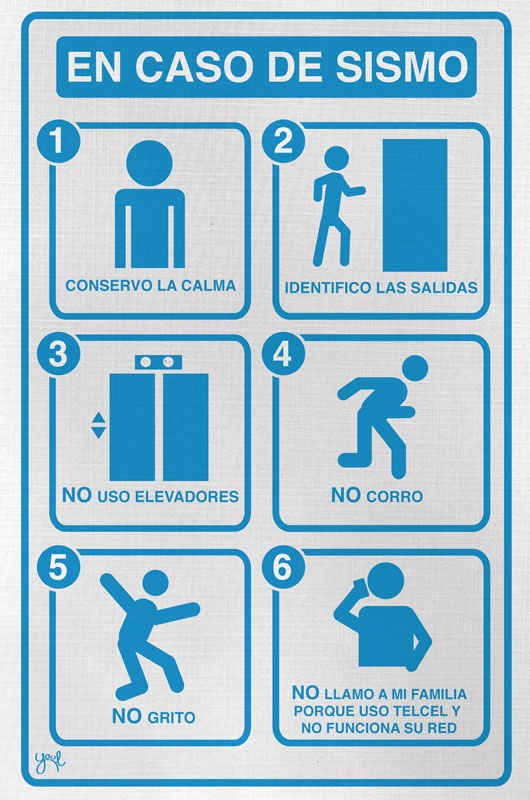 EN CASO DE SISMO
1
CONSERVO LA CALMA
2
IDENTIFICO LAS SALIDAS
3
NO USO ELEVADORES
4
NO CORRO
5
NO GRITO
6
NO LLAMO A MI FAMILIA
PORQUE USO TELCEL Y
NO FUNCIONA SU RED